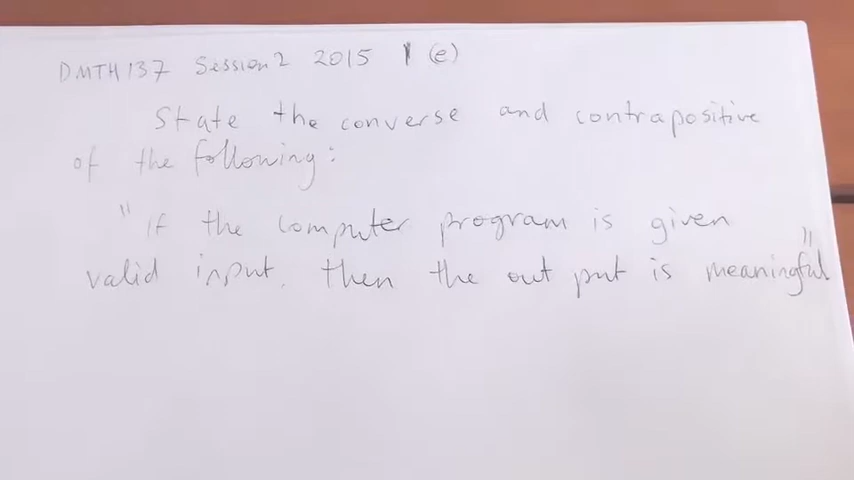 DMTH137 Session 2 2015 1 (e)
State the converse and contrapositive
of the following:
"If the computer program is given
valid input, then the out put is meaningful"